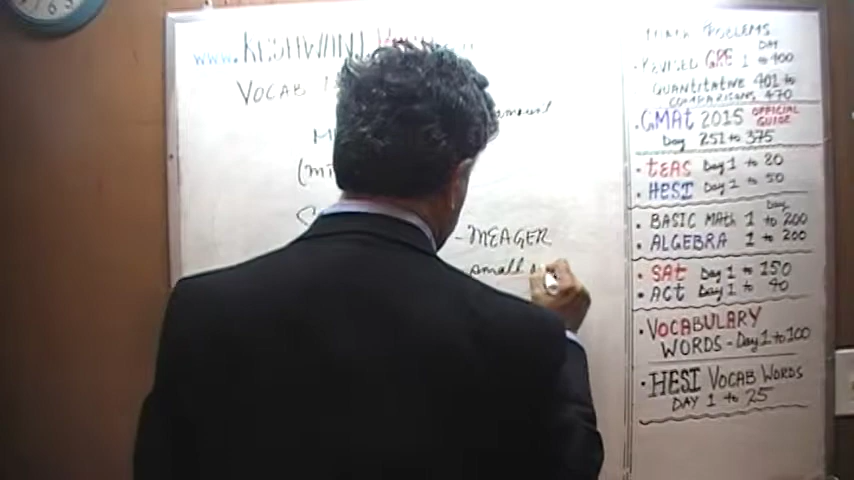 www.KESHWANI
VOCAB
amount
-MEAGER
small
MATH PROBLEMS
DAY
• REVISED GRE 1 to 400
QUANTITATIVE 401 to
COMPARISONS 470
• GMAT 2015 OFFICIAL GUIDE
Day 251 to 375
• TEAS Day 1 to 20
• HESI Day 1 to 50
Day
• BASIC MATH 1 to 200
• ALGEBRA 1 to 200
• SAT Day 1 to 150
• ACT Day 1 to 40
• VOCABULARY
WORDS - Day 1 to 100
• HESI VOCAB WORDS
DAY 1 to 25